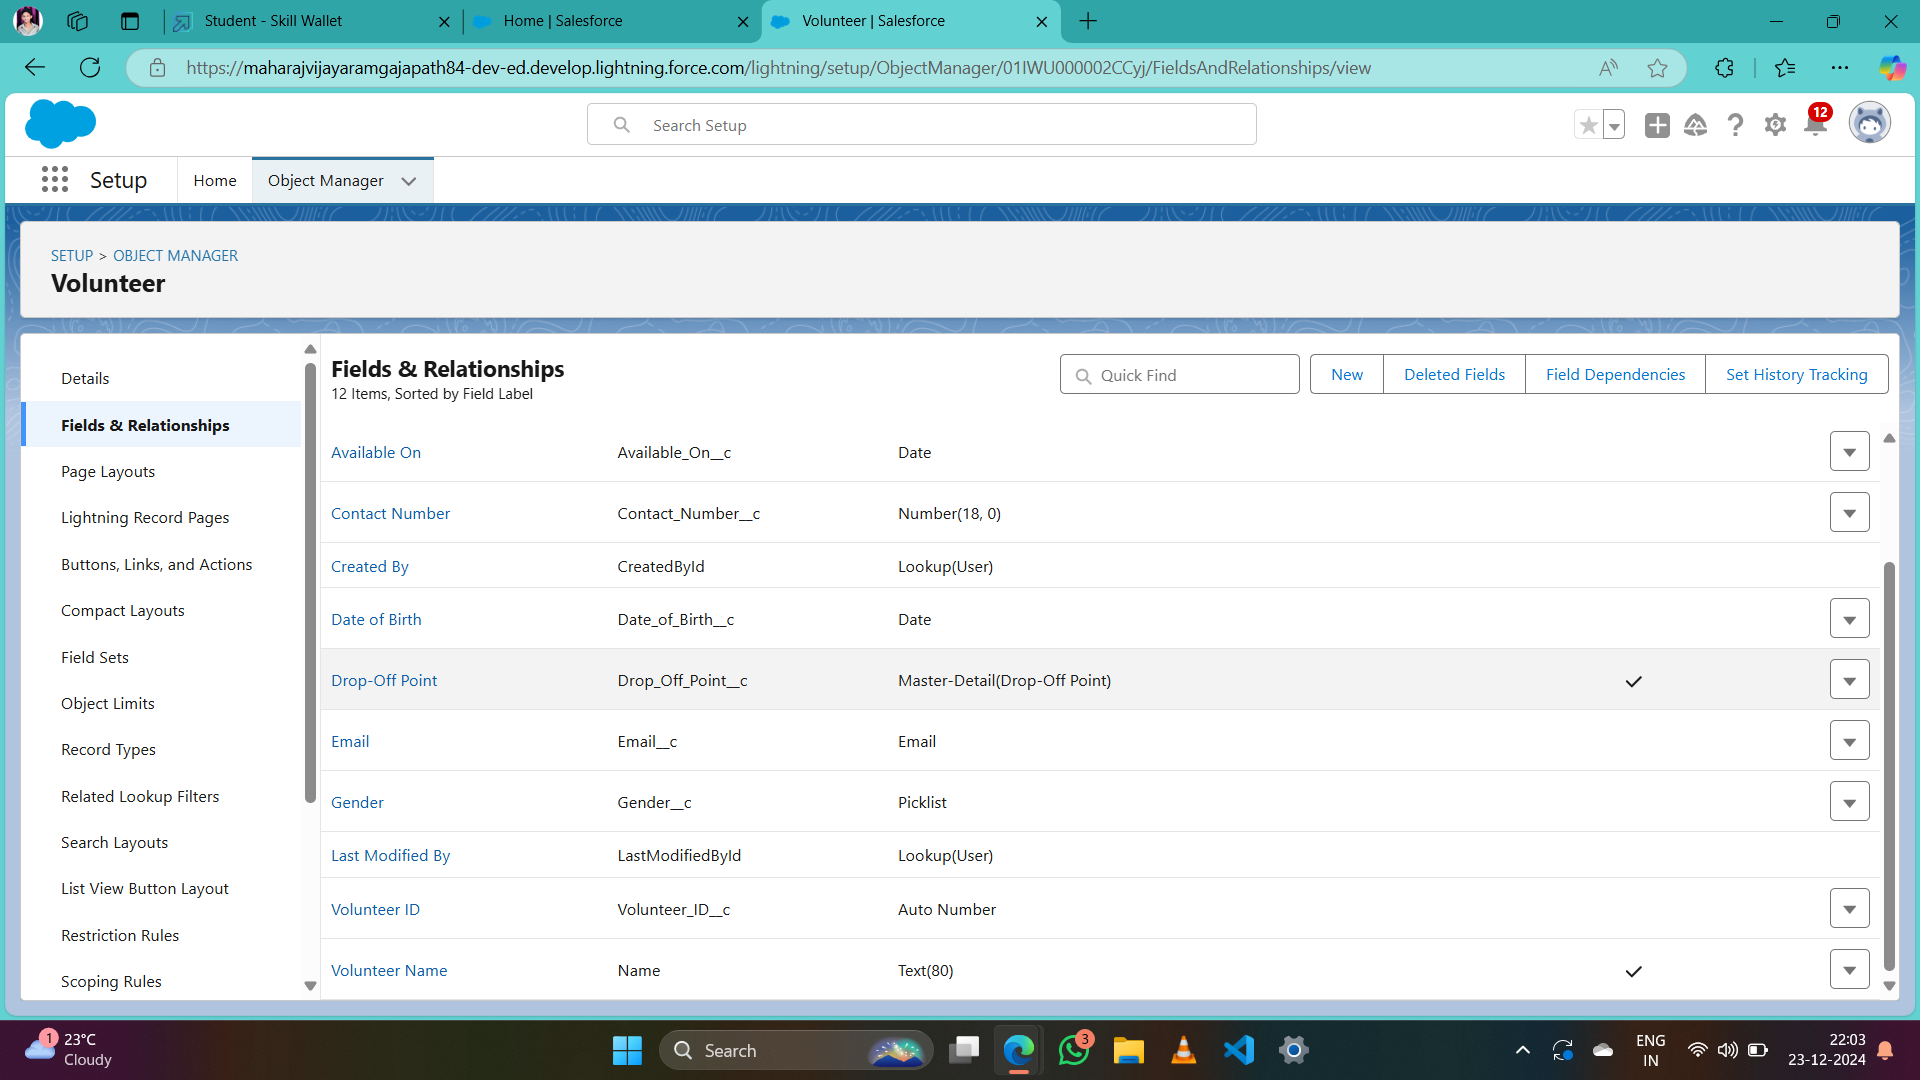 Student - Skill Wallet
Home | Salesforce
Volunteer | Salesforce
https://maharajvijayaramgajapath84-dev-ed.develop.lightning.force.com/lightning/setup/ObjectManager/01IWU000002CCyj/FieldsAndRelationships/view
Search Setup
12
Setup
Home
Object Manager
SETUP > OBJECT MANAGER
Volunteer
Details
Fields & Relationships
Page Layouts
Lightning Record Pages
Buttons, Links, and Actions
Compact Layouts
Field Sets
Object Limits
Record Types
Related Lookup Filters
Search Layouts
List View Button Layout
Restriction Rules
Scoping Rules
Fields & Relationships
12 Items, Sorted by Field Label
Quick Find
New
Deleted Fields
Field Dependencies
Set History Tracking
Available On Available_On__c Date
Contact Number Contact_Number__c Number(18, 0)
Created By CreatedById Lookup(User)
Date of Birth Date_of_Birth__c Date
Drop-Off Point Drop_Off_Point__c Master-Detail(Drop-Off Point)
Email Email__c Email
Gender Gender__c Picklist
Last Modified By LastModifiedById Lookup(User)
Volunteer ID Volunteer_ID__c Auto Number
Volunteer Name Name Text(80)
1
23°C
Cloudy
Search
3
ENG
IN
22:03
23-12-2024